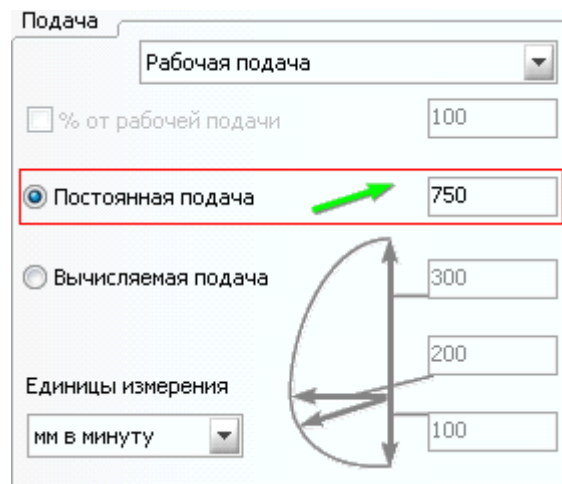 Подача
Рабочая подача
% от рабочей подачи 100
Постоянная подача 750
Вычисляемая подача 300
200
Единицы измерения
мм в минуту 100